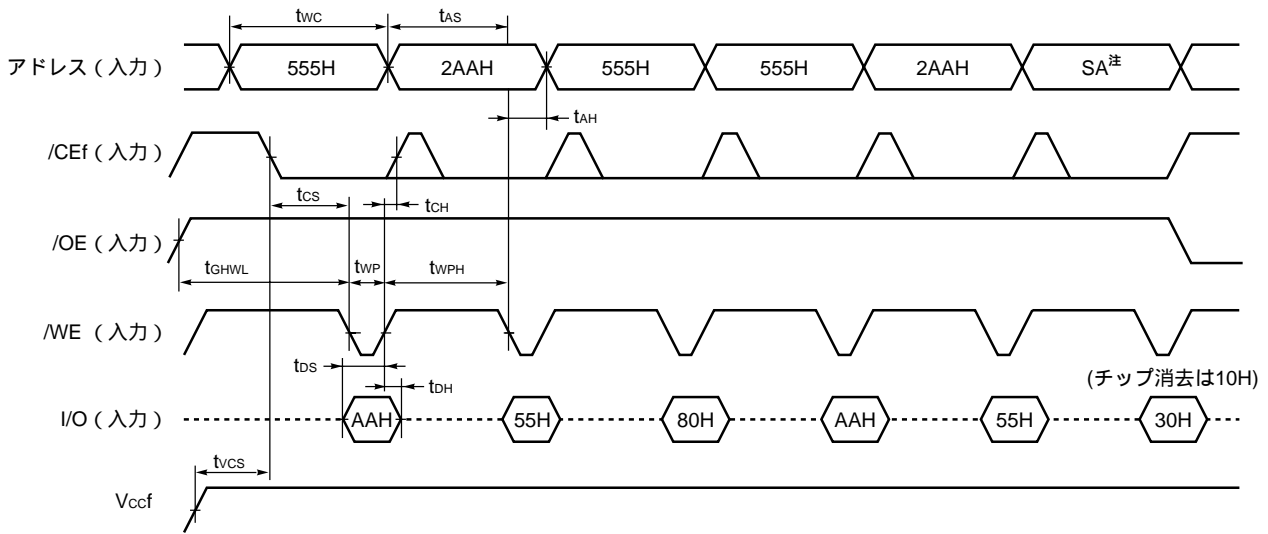 tWC tAS
アドレス（入力） 555H 2AAH 555H 555H 2AAH SA注
tAH
/CEf（入力）
tCS tCH
/OE（入力）
tGHWL tWP tWPH
/WE（入力）
tDS tDH
(チップ消去は10H)
I/O（入力） AAH 55H 80H AAH 55H 30H
tVCS
VCCf